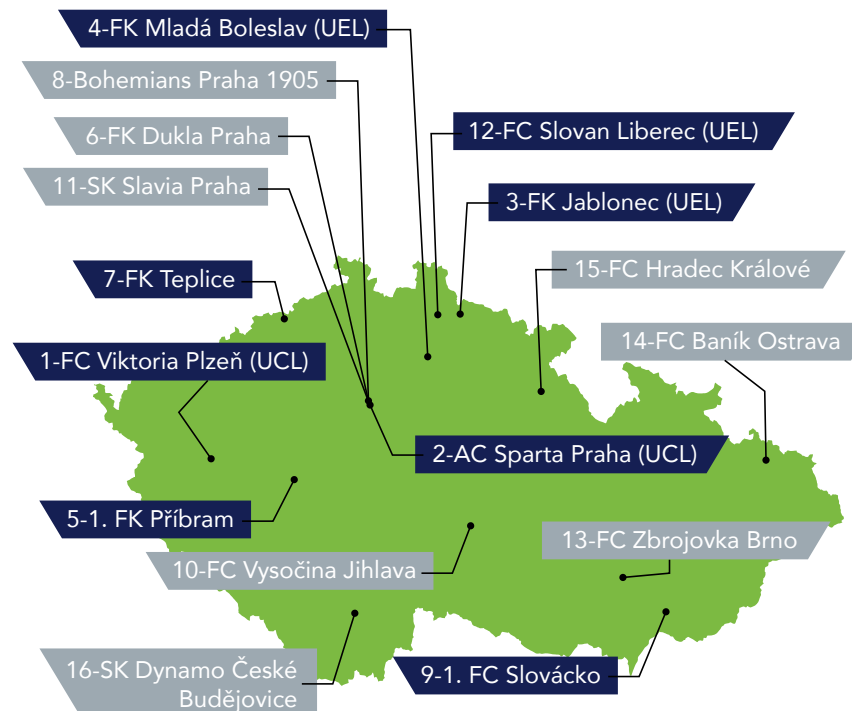 4-FK Mladá Boleslav (UEL)
8-Bohemians Praha 1905
6-FK Dukla Praha
12-FC Slovan Liberec (UEL)
11-SK Slavia Praha
3-FK Jablonec (UEL)
15-FC Hradec Králové
7-FK Teplice
14-FC Baník Ostrava
1-FC Viktoria Plzeň (UCL)
2-AC Sparta Praha (UCL)
5-1. FK Příbram
13-FC Zbrojovka Brno
10-FC Vysočina Jihlava
16-SK Dynamo České
Budějovice
9-1. FC Slovácko